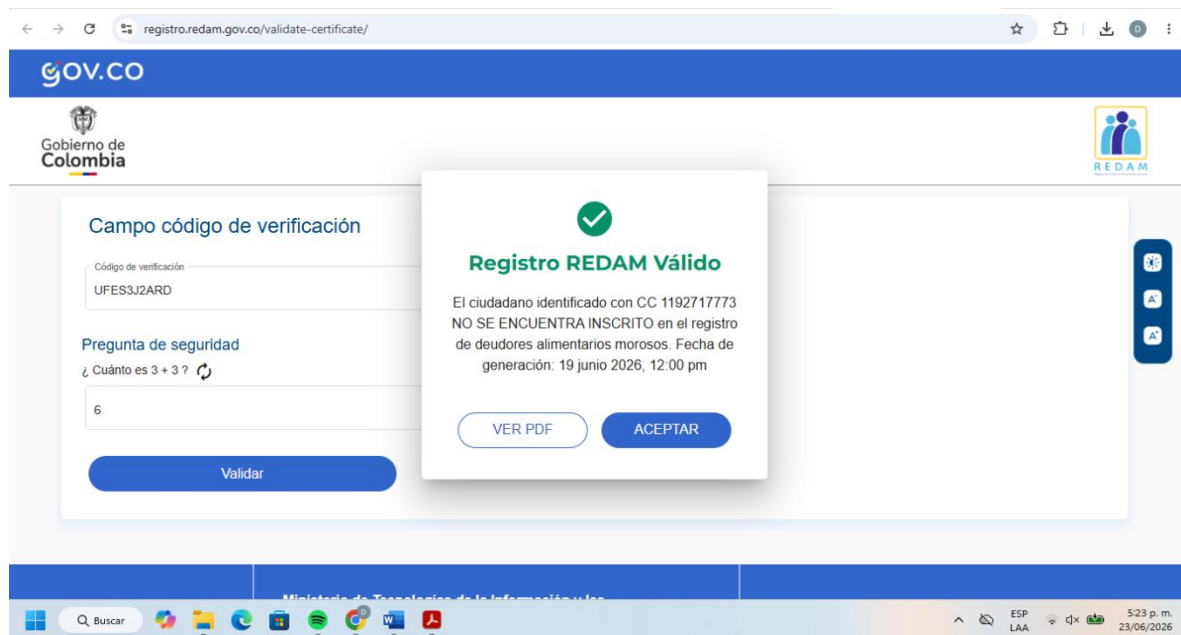 registro.redam.gov.co/validate-certificate/
D
GOV.CO
Gobierno de
Colombia
REDAM
Campo código de verificación
Código de verificación
UFES3J2ARD
Pregunta de seguridad
¿ Cuánto es 3 + 3 ?
6
Validar
Registro REDAM Válido
El ciudadano identificado con CC 1192717773
NO SE ENCUENTRA INSCRITO en el registro
de deudores alimentarios morosos. Fecha de
generación: 19 junio 2026, 12:00 pm
VER PDF
ACEPTAR
Ministerio de Tecnologías de la Información y las
Buscar
ESP
LAA
5:23 p. m.
23/06/2026